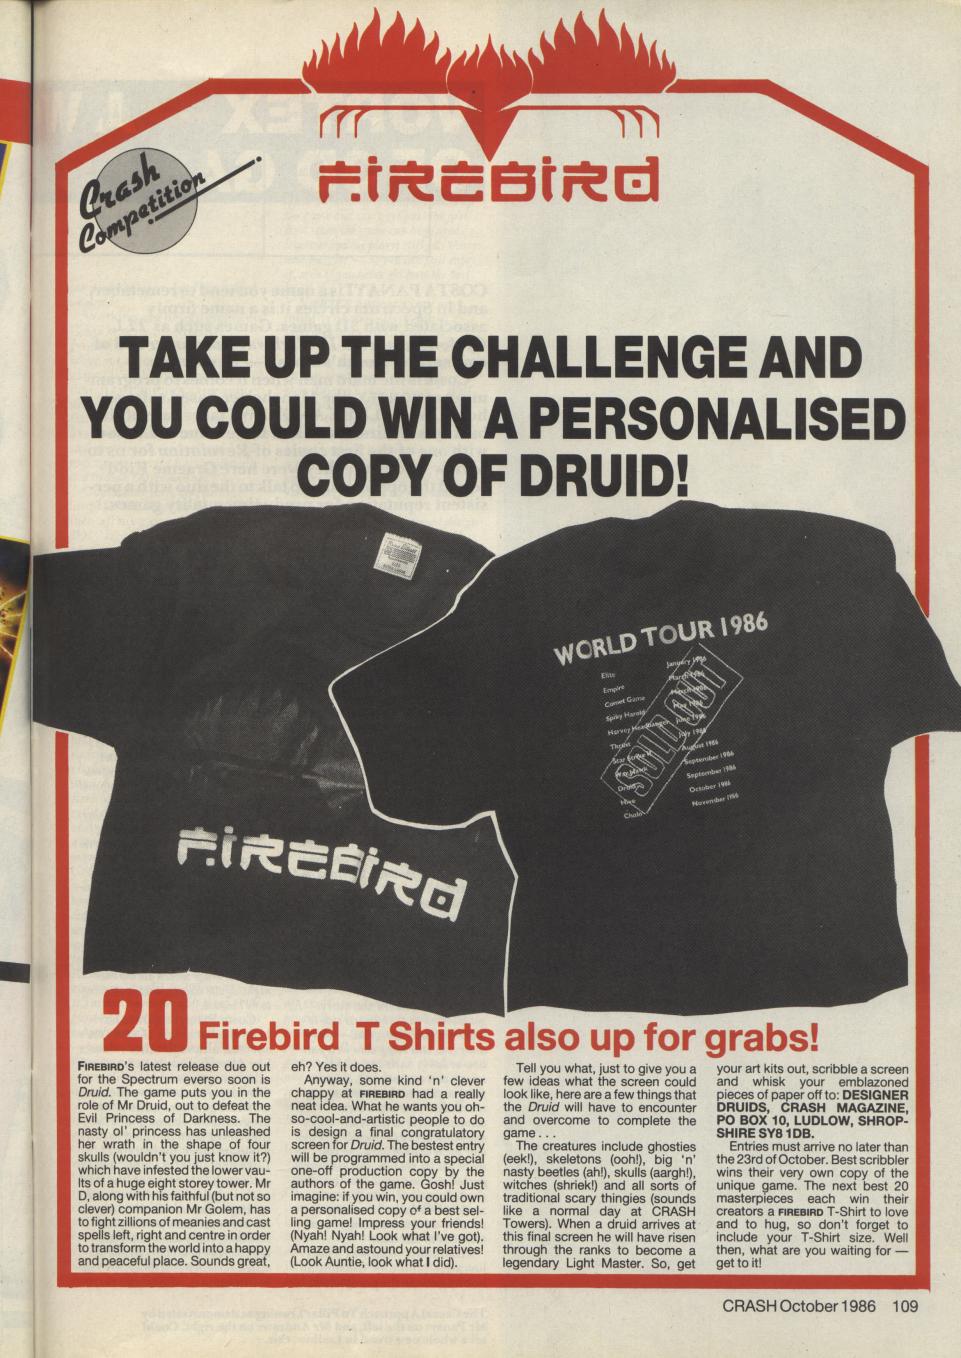 FIREBIRD
Crash
Competition
TAKE UP THE CHALLENGE AND
YOU COULD WIN A PERSONALISED
COPY OF DRUID!
WORLD TOUR 1986
Elite January 1986
Empire March 1986
Comet Game March 1986
Spiky Harold May 1986
Harvey Headbanger June 1986
Thrust July 1986
Star Strike II August 1986
September 1986
Druid September 1986
October 1986
November 1986
SOLD OUT
FIREBIRD
20 Firebird T Shirts also up for grabs!
FIREBIRD's latest release due out
for the Spectrum everso soon is
Druid. The game puts you in the
role of Mr Druid, out to defeat the
Evil Princess of Darkness. The
nasty ol' princess has unleashed
her wrath in the shape of four
skulls (wouldn't you just know it?)
which have infested the lower vau-
lts of a huge eight storey tower. Mr
D, along with his faithful (but not so
clever) companion Mr Golem, has
to fight zillions of meanies and cast
spells left, right and centre in order
to transform the world into a happy
and peaceful place. Sounds great,
eh? Yes it does.
Anyway, some kind 'n' clever
chappy at FIREBIRD had a really
neat idea. What he wants you oh-
so-cool-and-artistic people to do
is design a final congratulatory
screen for Druid. The bestest entry
will be programmed into a special
one-off production copy by the
authors of the game. Gosh! Just
imagine: if you win, you could own
a personalised copy of a best sel-
ling game! Impress your friends!
(Nyah! Nyah! Look what I've got).
Amaze and astound your relatives!
(Look Auntie, look what I did).
Tell you what, just to give you a
few ideas what the screen could
look like, here are a few things that
the Druid will have to encounter
and overcome to complete the
game . . .
The creatures include ghosties
(eek!), skeletons (ooh!), big 'n'
nasty beetles (ah!), skulls (aargh!),
witches (shriek!) and all sorts of
traditional scary thingies (sounds
like a normal day at CRASH
Towers). When a druid arrives at
this final screen he will have risen
through the ranks to become a
legendary Light Master. So, get
your art kits out, scribble a screen
and whisk your emblazoned
pieces of paper off to: DESIGNER
DRUIDS, CRASH MAGAZINE,
PO BOX 10, LUDLOW, SHROP-
SHIRE SY8 1DB.
Entries must arrive no later than
the 23rd of October. Best scribbler
wins their very own copy of the
unique game. The next best 20
masterpieces each win their
creators a FIREBIRD T-Shirt to love
and to hug, so don't forget to
include your T-Shirt size. Well
then, what are you waiting for —
get to it!
CRASH October 1986 109